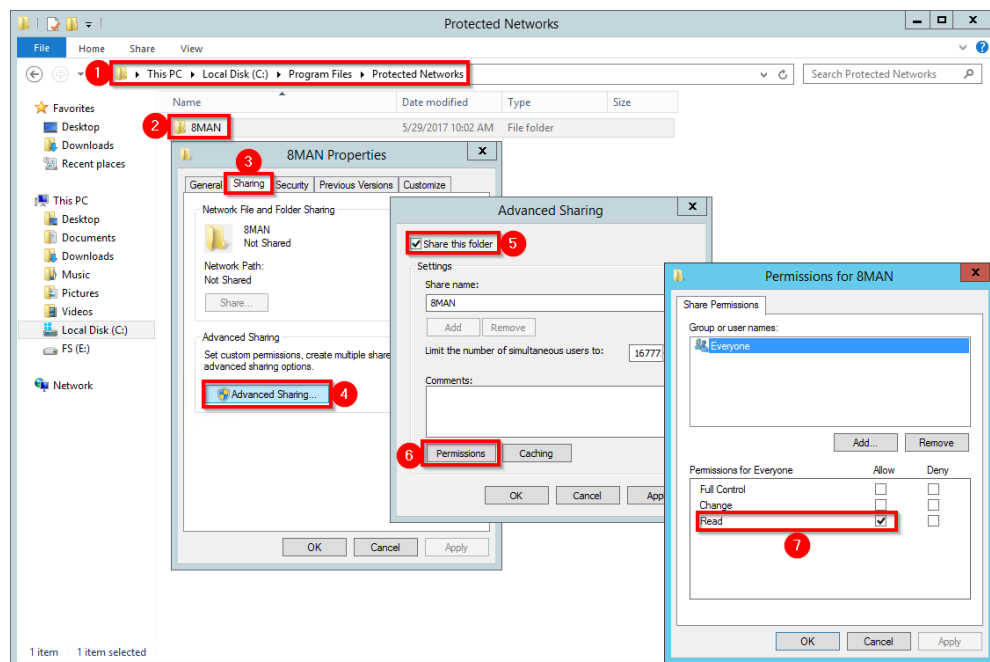 Protected Networks
File Home Share View
1 This PC Local Disk (C:) Program Files Protected Networks
Search Protected Networks
Name Date modified Type Size
2 8MAN 5/29/2017 10:02 AM File folder
Favorites
Desktop
Downloads
Recent places
This PC
Desktop
Documents
Downloads
Music
Pictures
Videos
Local Disk (C:)
FS (E:)
Network
1 item 1 item selected
8MAN Properties
3
General Sharing Security Previous Versions Customize
Network File and Folder Sharing
8MAN
Not Shared
Network Path:
Not Shared
Share...
Advanced Sharing
Set custom permissions, create multiple share
advanced sharing options.
Advanced Sharing... 4
OK Cancel Apply
Advanced Sharing
Share this folder 5
Settings
Share name:
8MAN
Add Remove
Limit the number of simultaneous users to: 16777
Comments:
6 Permissions Caching
OK Cancel App
Permissions for 8MAN
Share Permissions
Group or user names:
Everyone
Add... Remove
Permissions for Everyone Allow Deny
Full Control
Change
Read
7
OK Cancel Apply